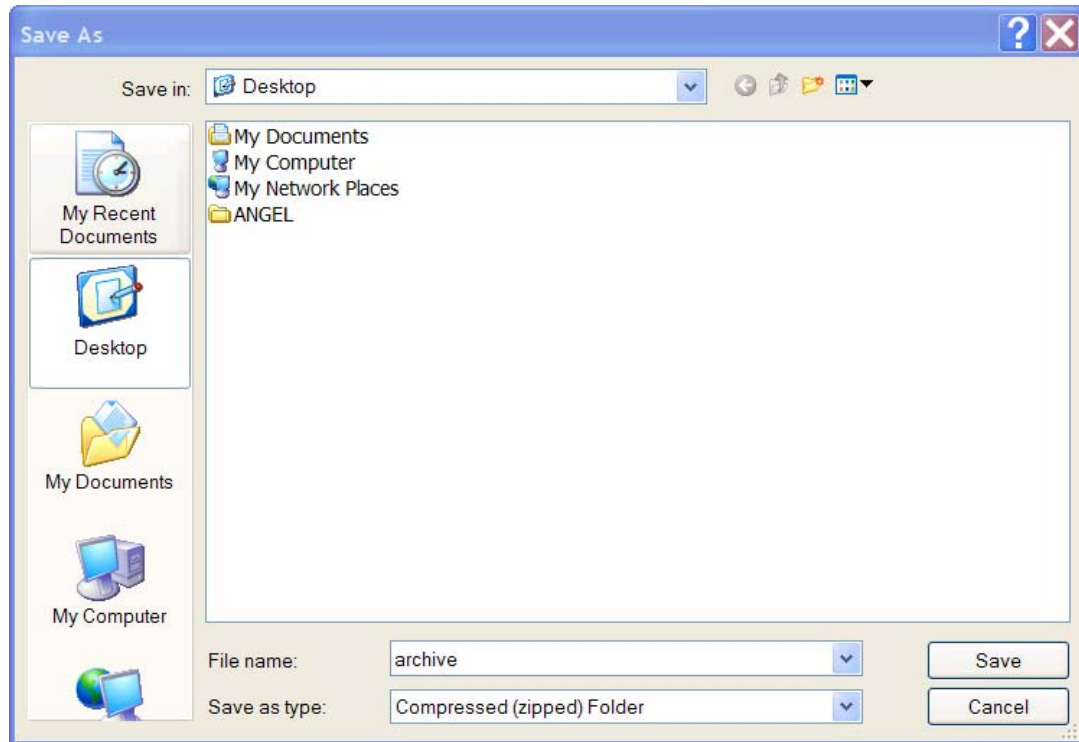 Save As
Save in:
Desktop
My Recent
Documents
Desktop
My Documents
My Computer
My Documents
My Computer
My Network Places
ANGEL
File name:
archive
Save
Save as type:
Compressed (zipped) Folder
Cancel